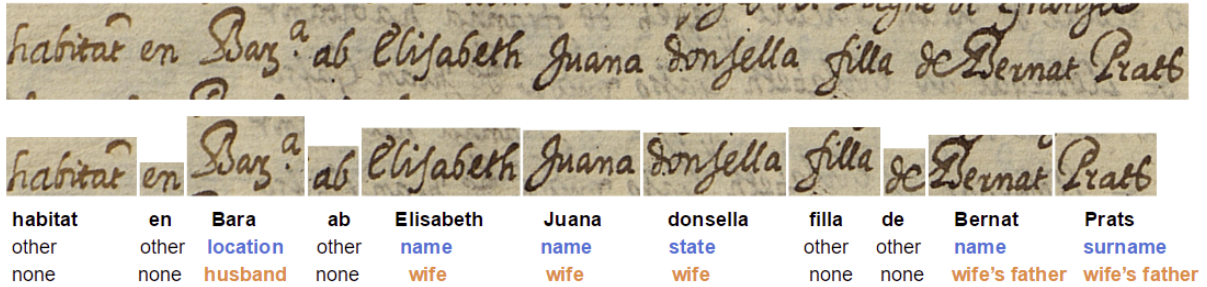 habitat en Bar.ª ab Elisabeth Juana donsella filla de Bernat Prats
habitat en Bar.ª ab Elisabeth Juana donsella filla de Bernat Prats
habitat en Bara ab Elisabeth Juana donsella filla de Bernat Prats
other other location other name name state other other name surname
none none husband none wife wife wife none none wife's father wife's father